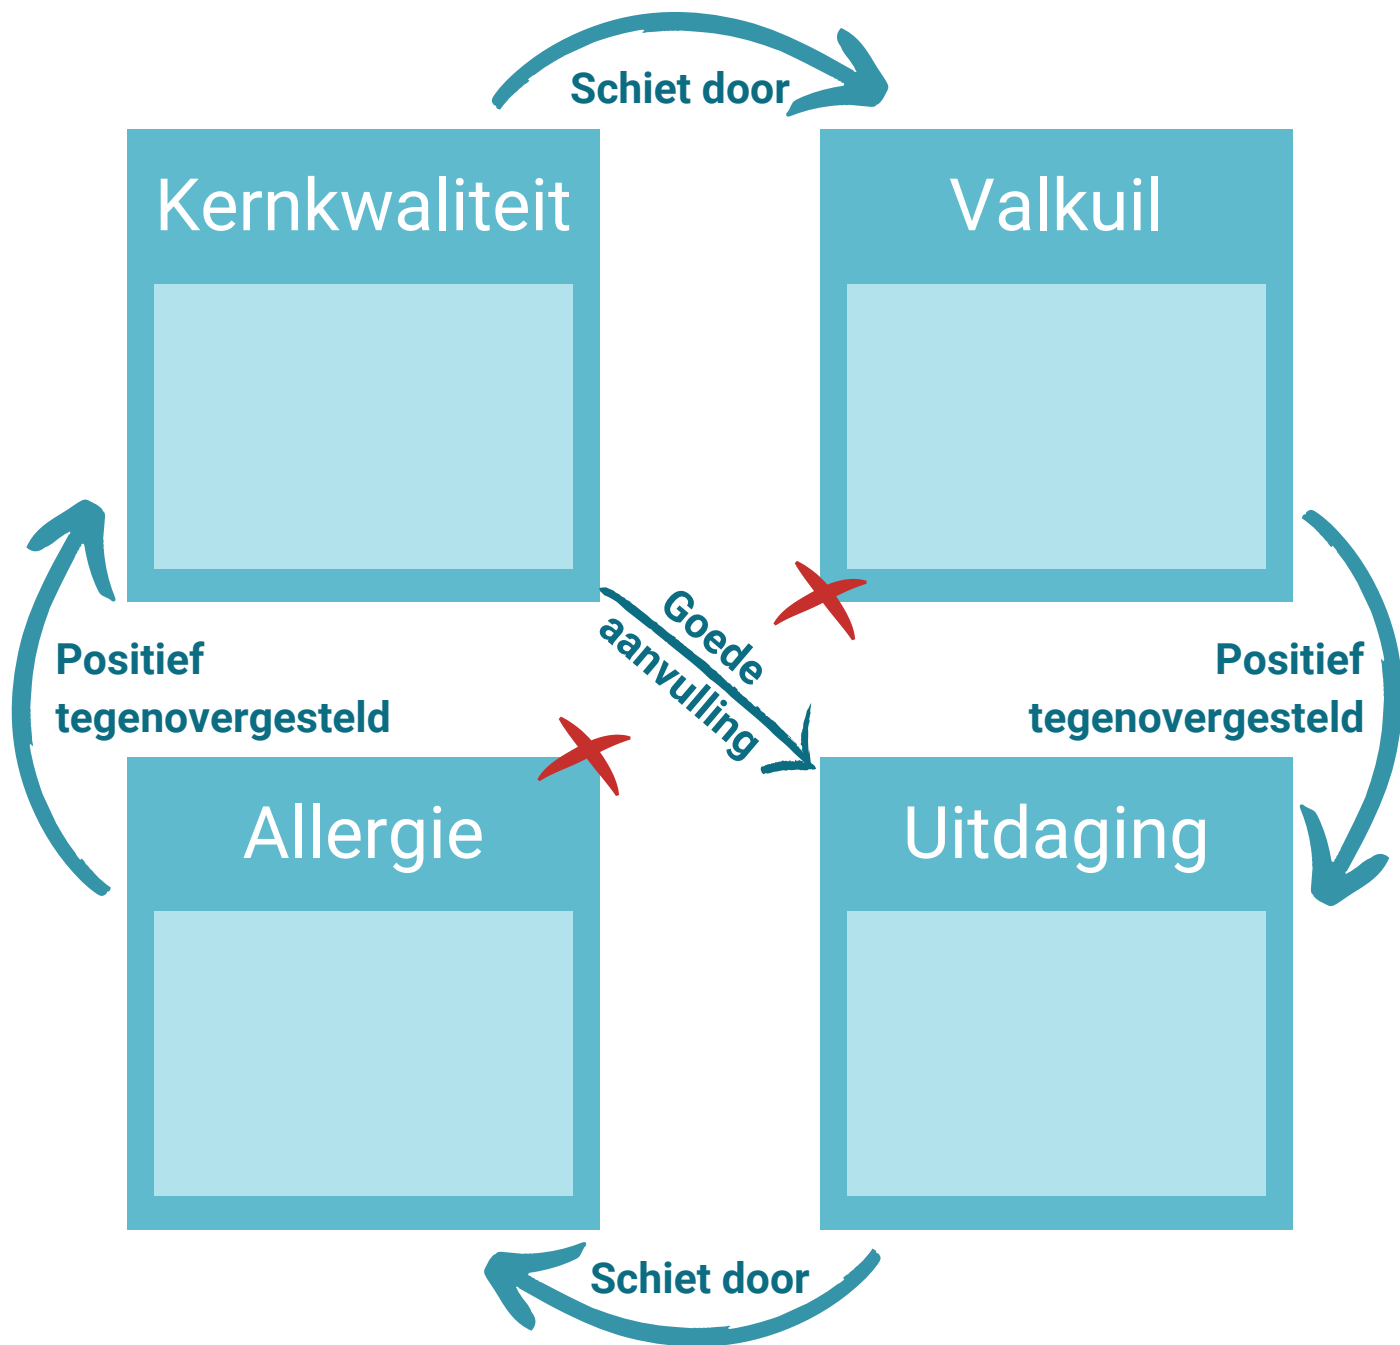 Schiet door
Kernkwaliteit
Valkuil
Goede
aanvulling
Positief
tegenovergesteld
Positief
tegenovergesteld
Allergie
Uitdaging
Schiet door